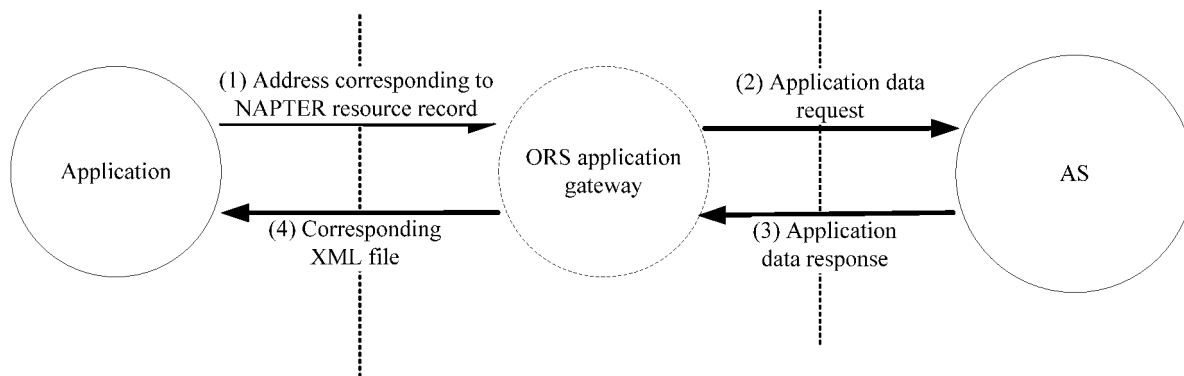 Application
(1) Address corresponding to
NAPTER resource record
ORS application
gateway
(2) Application data
request
AS
(3) Application
data response
(4) Corresponding
XML file